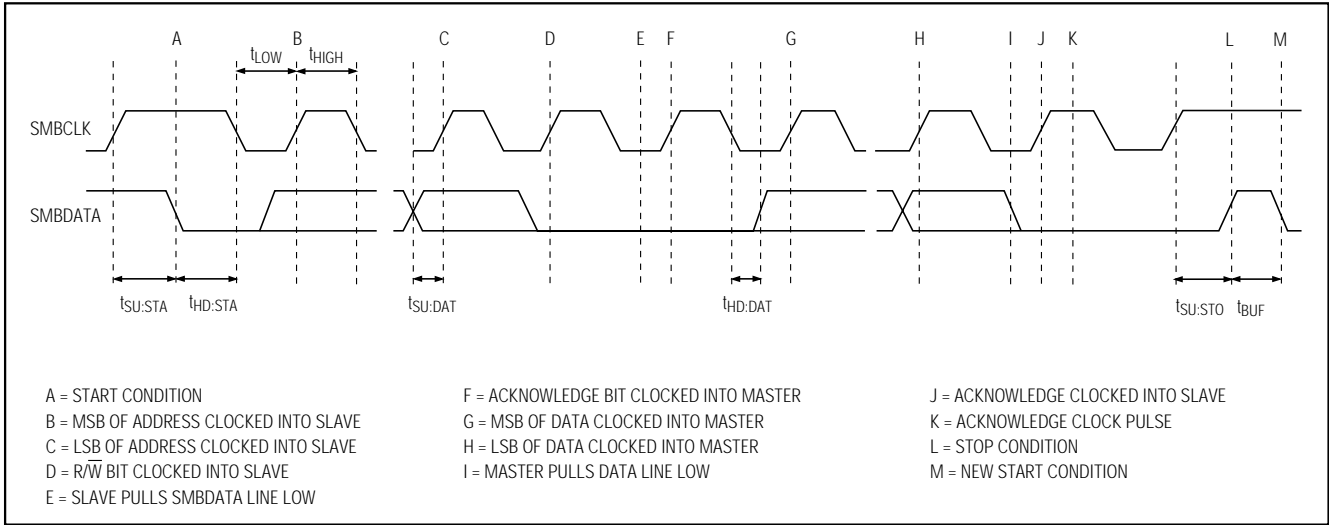 A B C D E F G H I J K L M
tLOW tHIGH
SMBCLK
SMBDATA
tSU:STA tHD:STA tSU:DAT tHD:DAT tSU:STO tBUF
A = START CONDITION
B = MSB OF ADDRESS CLOCKED INTO SLAVE
C = LSB OF ADDRESS CLOCKED INTO SLAVE
D = R/W̅ BIT CLOCKED INTO SLAVE
E = SLAVE PULLS SMBDATA LINE LOW
F = ACKNOWLEDGE BIT CLOCKED INTO MASTER
G = MSB OF DATA CLOCKED INTO MASTER
H = LSB OF DATA CLOCKED INTO MASTER
I = MASTER PULLS DATA LINE LOW
J = ACKNOWLEDGE CLOCKED INTO SLAVE
K = ACKNOWLEDGE CLOCK PULSE
L = STOP CONDITION
M = NEW START CONDITION